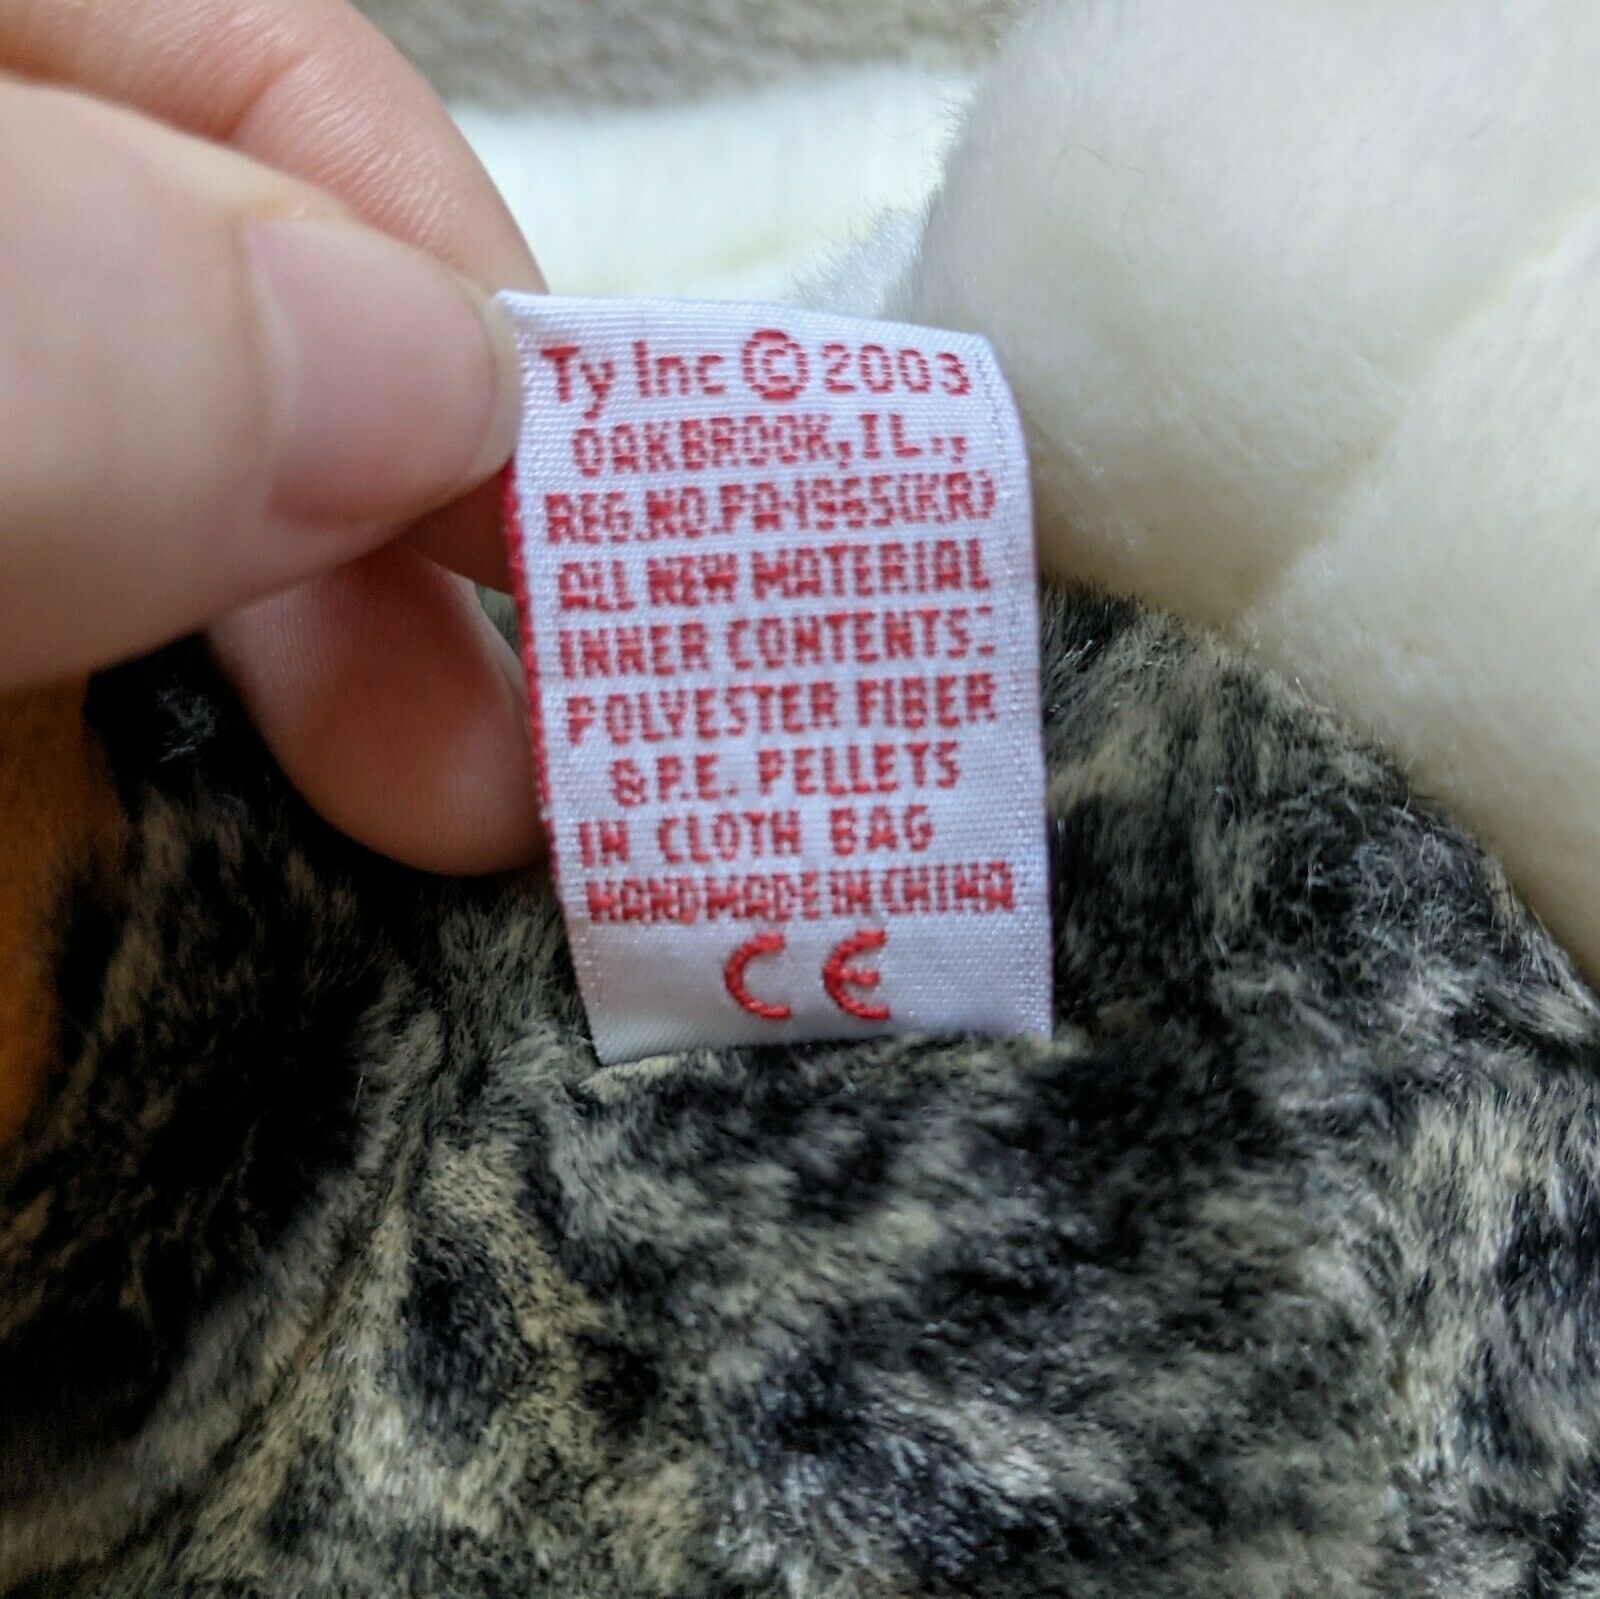 Ty Inc © 2003
OAKBROOK, IL.,
REG.NO.PA-1965(KR)
ALL NEW MATERIAL
INNER CONTENTS:
POLYESTER FIBER
& P.E. PELLETS
IN CLOTH BAG
HANDMADE IN CHINA
CE